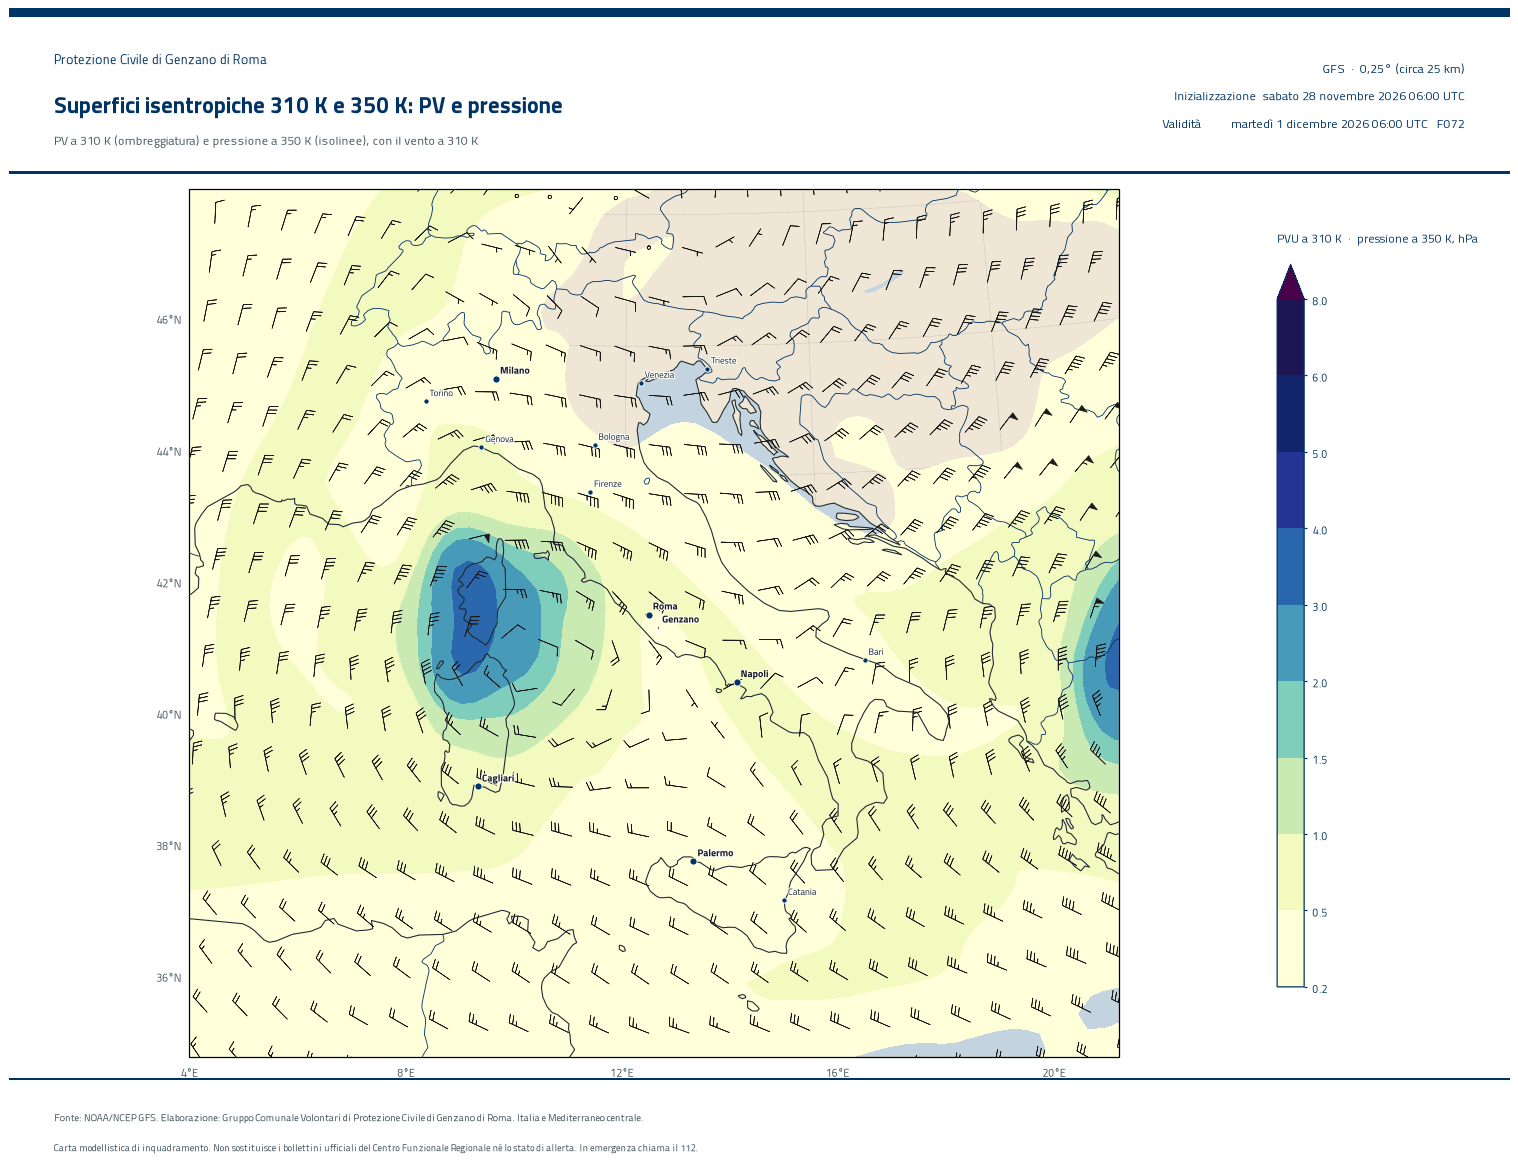 Protezione Civile di Genzano di Roma
Superfici isentropiche 310 K e 350 K: PV e pressione
PV a 310 K (ombreggiatura) e pressione a 350 K (isolinee), con il vento a 310 K
GFS · 0,25° (circa 25 km)
Inizializzazione sabato 28 novembre 2026 06:00 UTC
Validità martedì 1 dicembre 2026 06:00 UTC F072
PVU a 310 K · pressione a 350 K, hPa
8.0
6.0
5.0
4.0
3.0
2.0
1.5
1.0
0.5
0.2
46°N
44°N
42°N
40°N
38°N
36°N
4°E
8°E
12°E
16°E
20°E
Trieste
Venezia
Milano
Torino
Genova
Bologna
Firenze
Roma
Genzano
Bari
Napoli
Cagliari
Palermo
Catania
Fonte: NOAA/NCEP GFS. Elaborazione: Gruppo Comunale Volontari di Protezione Civile di Genzano di Roma. Italia e Mediterraneo centrale.
Carta modellistica di inquadramento. Non sostituisce i bollettini ufficiali del Centro Funzionale Regionale né lo stato di allerta. In emergenza chiama il 112.